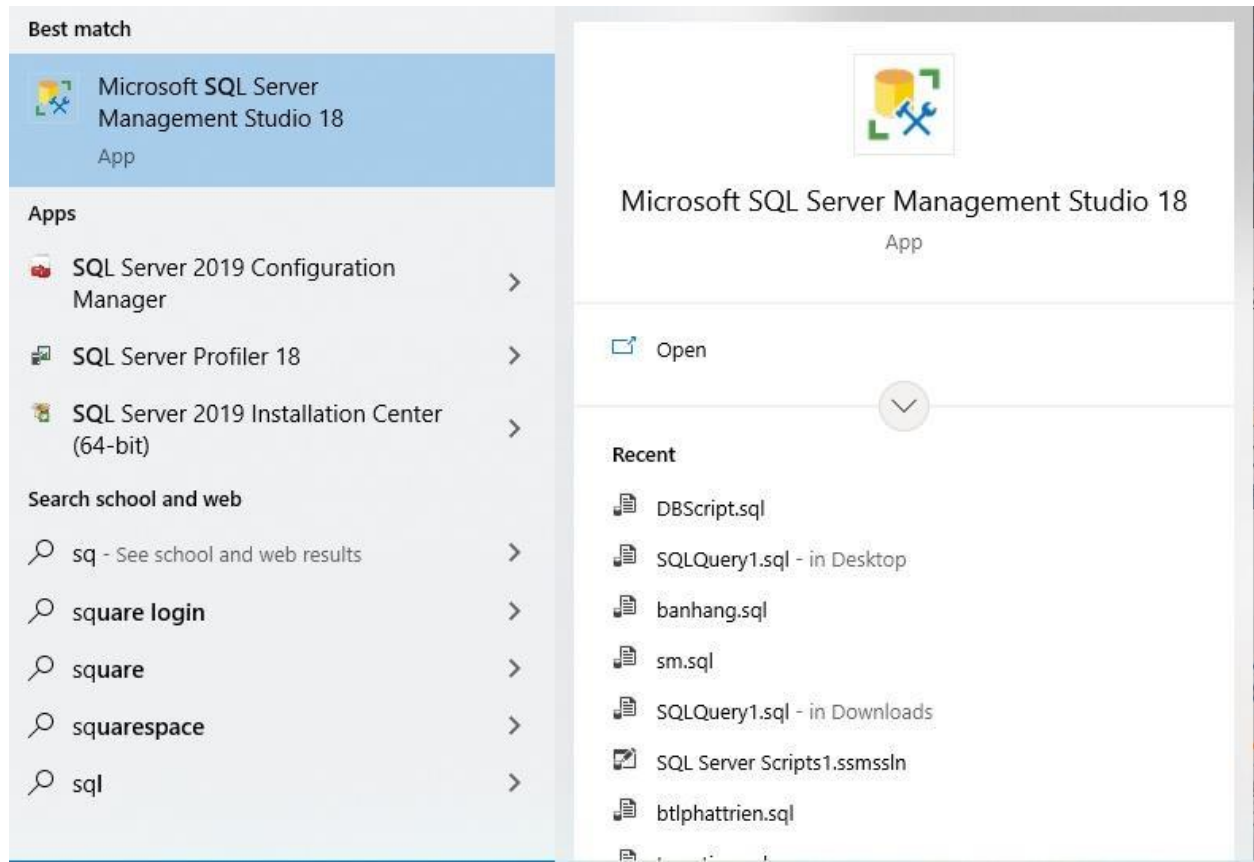 Best match
Microsoft SQL Server
Management Studio 18
App
Apps
SQL Server 2019 Configuration
Manager
SQL Server Profiler 18
SQL Server 2019 Installation Center
(64-bit)
Search school and web
sq - See school and web results
square login
square
squarespace
sql
Microsoft SQL Server Management Studio 18
App
Open
Recent
DBScript.sql
SQLQuery1.sql - in Desktop
banhang.sql
sm.sql
SQLQuery1.sql - in Downloads
SQL Server Scripts1.ssmssln
btlphattrien.sql